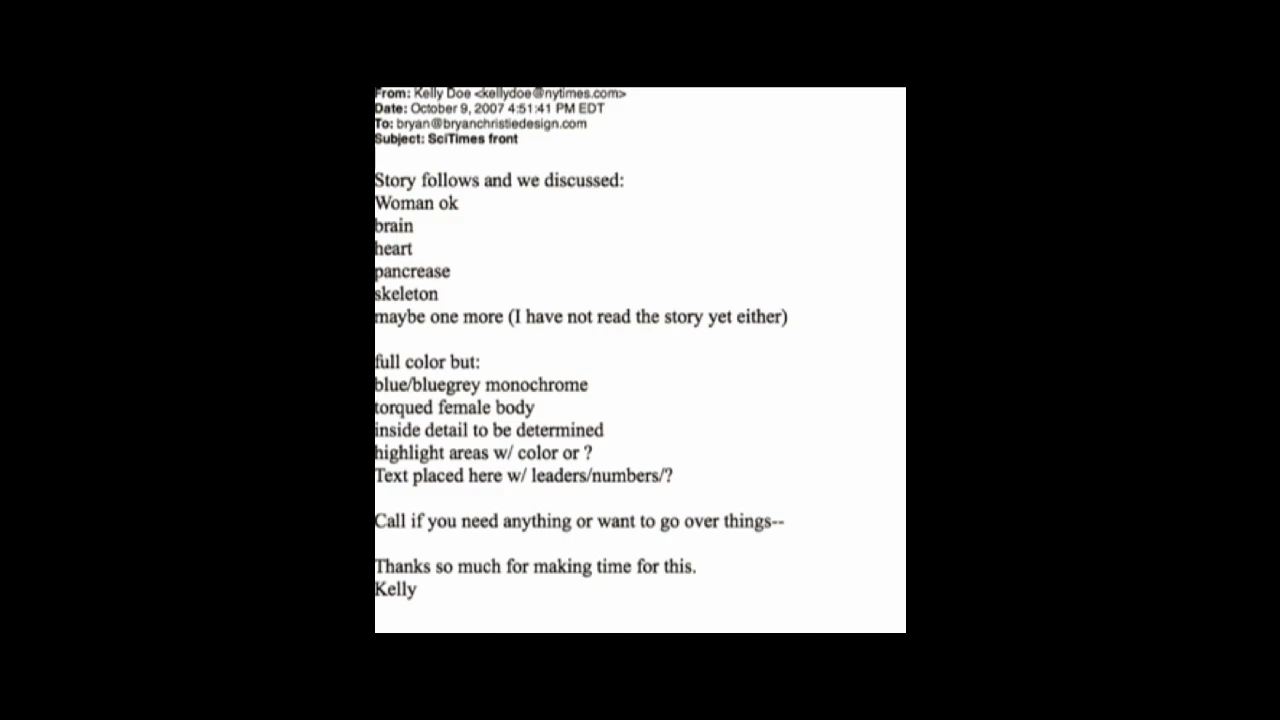 From: Kelly Doe <kellydoe@nytimes.com>
Date: October 9, 2007 4:51:41 PM EDT
To: bryan@bryanchristiedesign.com
Subject: SciTimes front
Story follows and we discussed:
Woman ok
brain
heart
pancrease
skeleton
maybe one more (I have not read the story yet either)
full color but:
blue/bluegrey monochrome
torqued female body
inside detail to be determined
highlight areas w/ color or ?
Text placed here w/ leaders/numbers/?
Call if you need anything or want to go over things--
Thanks so much for making time for this.
Kelly